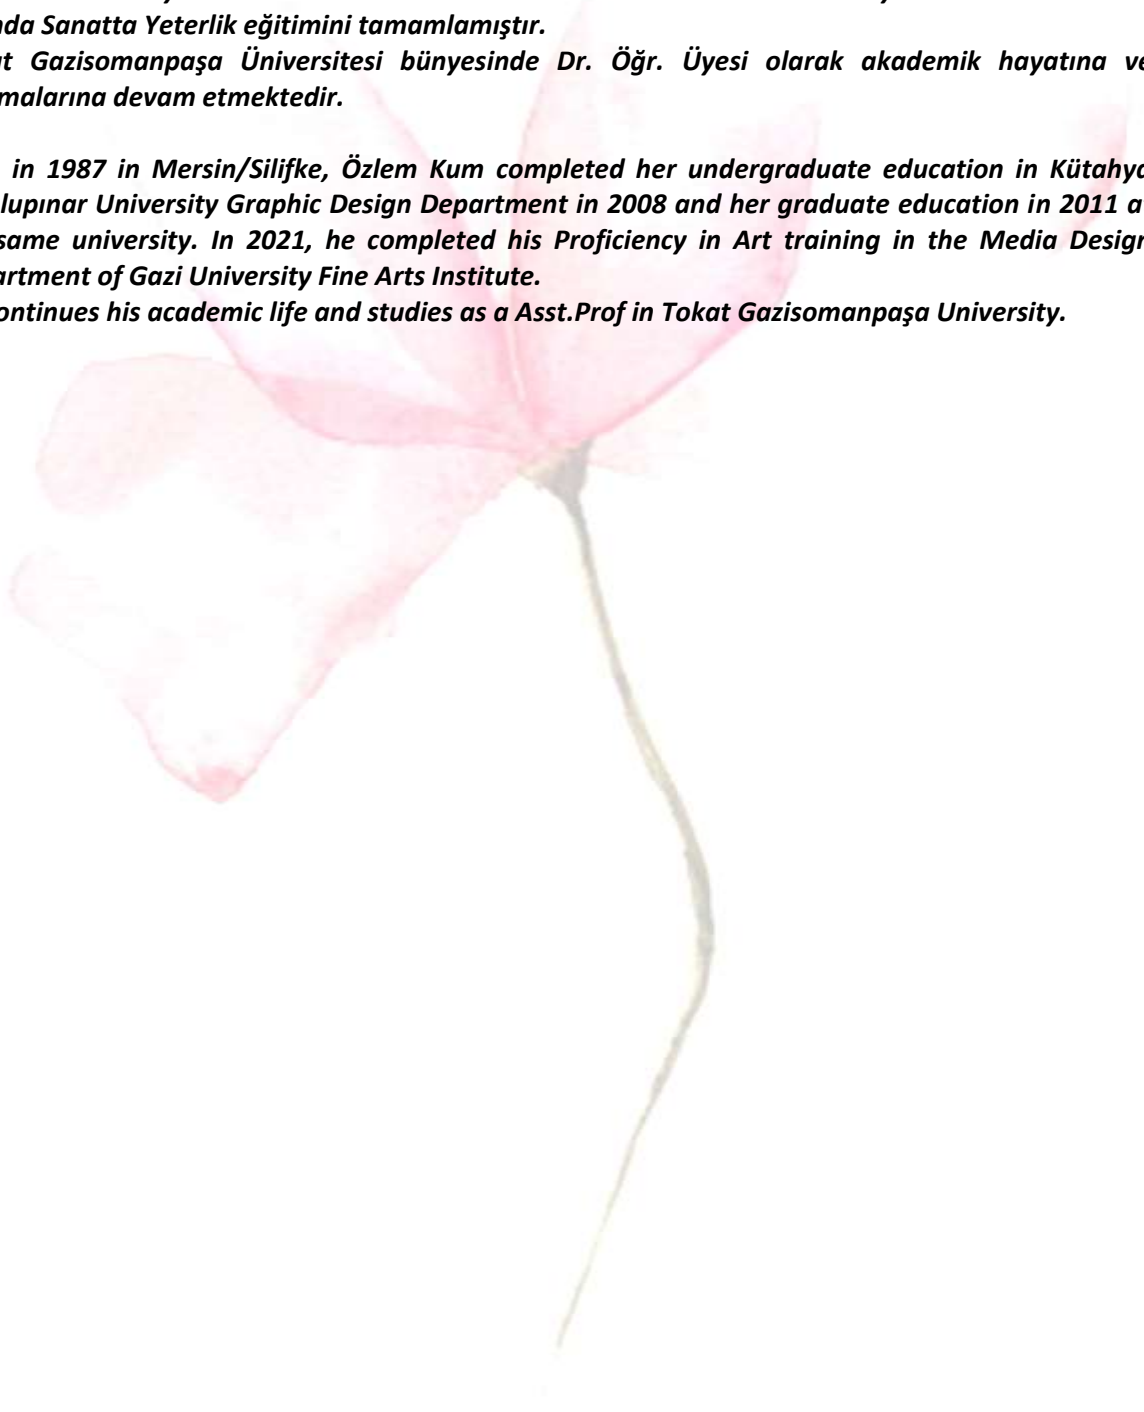 nda Sanatta Yeterlik eğitimini tamamlamıştır.
at Gazisomanpaşa Üniversitesi bünyesinde Dr. Öğr. Üyesi olarak akademik hayatına ve
malarına devam etmektedir.
in 1987 in Mersin/Silifke, Özlem Kum completed her undergraduate education in Kütahya
lupınar University Graphic Design Department in 2008 and her graduate education in 2011 at
same university. In 2021, he completed his Proficiency in Art training in the Media Design
artment of Gazi University Fine Arts Institute.
ontinues his academic life and studies as a Asst.Prof in Tokat Gazisomanpaşa University.